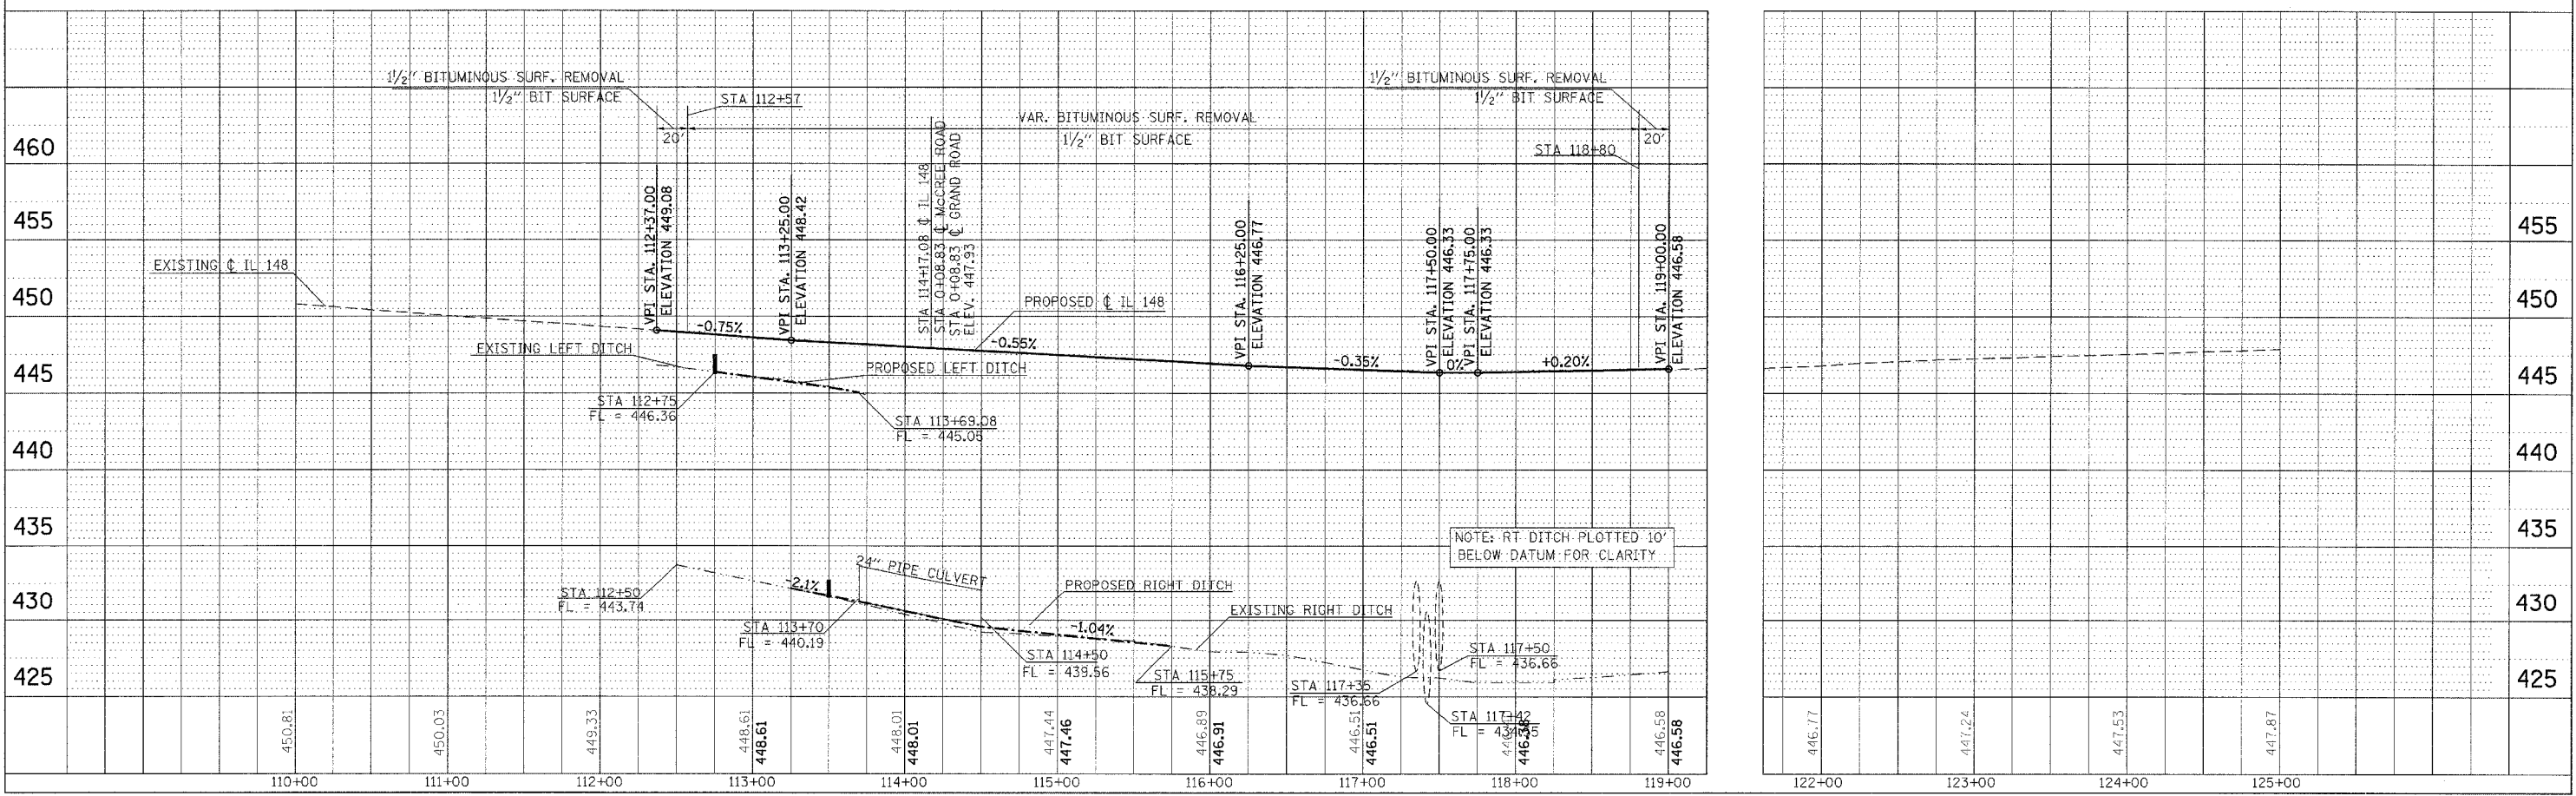 1½" BITUMINOUS SURF. REMOVAL
1½" BIT SURFACE
STA 112+57
20'
VAR. BITUMINOUS SURF. REMOVAL
1½" BIT SURFACE
1½" BITUMINOUS SURF. REMOVAL
1½" BIT SURFACE
20'
STA 118+80
460
455
450
445
440
435
430
425
455
450
445
440
435
430
425
EXISTING ℄ IL 148
VPI STA. 112+37.00
ELEVATION 449.08
VPI STA. 113+25.00
ELEVATION 448.42
STA 114+17.08 ℄ IL 148
STA 0+08.83 ℄ McCREE ROAD
STA 0+08.83 ℄ GRAND ROAD
ELEV. 447.93
PROPOSED ℄ IL 148
VPI STA. 116+25.00
ELEVATION 446.77
VPI STA. 117+50.00
ELEVATION 446.33
VPI STA. 117+75.00
ELEVATION 446.33
VPI STA. 119+00.00
ELEVATION 446.58
-0.75%
-0.55%
-0.35%
0%
+0.20%
EXISTING LEFT DITCH
PROPOSED LEFT DITCH
STA 112+75
FL = 446.36
STA 113+69.08
FL = 445.05
NOTE: RT DITCH PLOTTED 10'
BELOW DATUM FOR CLARITY
24" PIPE CULVERT
-2.1%
PROPOSED RIGHT DITCH
EXISTING RIGHT DITCH
-1.04%
STA 112+50
FL = 443.74
STA 113+70
FL = 440.19
STA 114+50
FL = 439.56
STA 115+75
FL = 438.29
STA 117+35
FL = 436.66
STA 117+50
FL = 436.66
STA 117+42
FL =
450.81
450.03
449.33
448.61
448.61
448.01
448.01
447.44
447.46
446.89
446.91
446.51
446.51
446.58
446.58
446.77
447.24
447.53
447.87
110+00
111+00
112+00
113+00
114+00
115+00
116+00
117+00
118+00
119+00
122+00
123+00
124+00
125+00